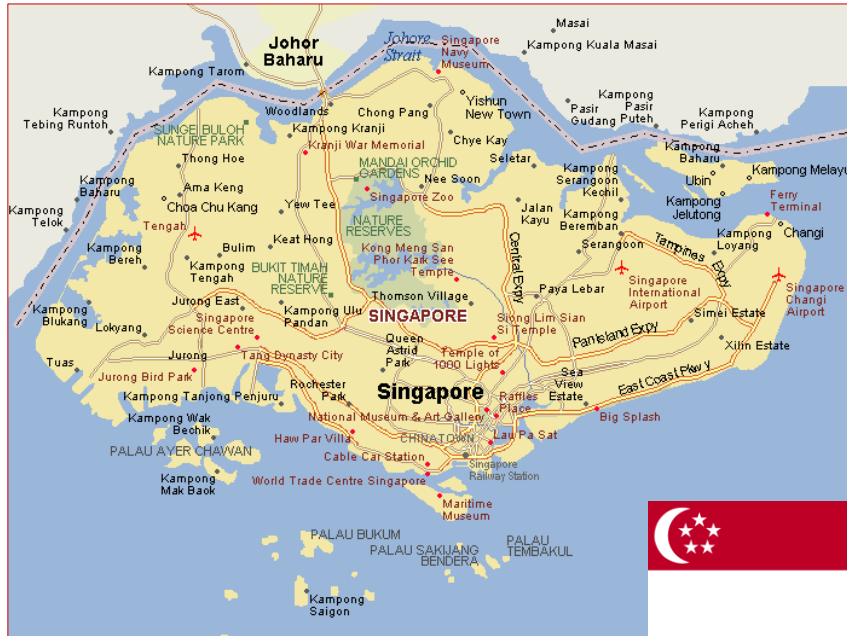 Masai
Johor
Baharu
Johore
Strait
Singapore
Navy
Museum
Kampong Kuala Masai
Kampong Tarom
Kampong
Tebing Runtoh
Woodlands
Chong Pang
Yishun
New Town
Kampong
Pasir
Gudang
Kampong
Pasir
Puteh
Kampong
Perigi Acheh
SUNGE BULOH
NATURE PARK
Kampong Kranji
Kranji War Memorial
Chye Kay
Seletar
Kampong
Baharu
Kampong Melayu
Ubin
Thong Hoe
MANDAI ORCHID
GARDENS
Nee Soon
Kampong
Serangoon
Kechil
Kampong
Jelutong
Ferry
Terminal
Kampong
Baharu
Ama Keng
Choa Chu Kang
Singapore Zoo
Yew Tee
Jalan
Kayu
Kampong
Beremban
Kampong
Loyang
Changi
Kampong
Telok
Tengah
NATURE
RESERVES
Keat Hong
Bulim
Kong Meng San
Phor Kark See
Temple
Central Expy
Serangoon
Tampines Expy
Kampong
Bereh
Kampong
Tengah
BUKIT TIMAH
NATURE
RESERVE
Singapore
International
Airport
Singapore
Changi
Airport
Paya Lebar
Thomson Village
Jurong East
Kampong
Blukang
Lokyang
Singapore
Science Centre
Kampong Ulu
Pandan
SINGAPORE
Siong Lim Sian
Si Temple
Pan Island Expy
Simei Estate
Xilin Estate
Tuas
Jurong
Tang Dynasty City
Queen
Astrid
Park
Temple of
1000 Lights
Jurong Bird Park
Rochester
Park
Singapore
Sea
View
Estate
East Coast Pkwy
Kampong Tanjong Penjuru
Raffles
Place
National Museum & Art Gallery
Big Splash
Kampong Wak
Bechik
Haw Par Villa
CHINATOWN
Lau Pa Sat
PALAU AYER CHAWAN
Cable Car Station
Singapore
Railway Station
Kampong
Mak Baok
World Trade Centre Singapore
Maritime
Museum
PALAU BUKUM
PALAU SAKIJANG
BENDERA
PALAU
TEMBAKUL
Kampong
Saigon